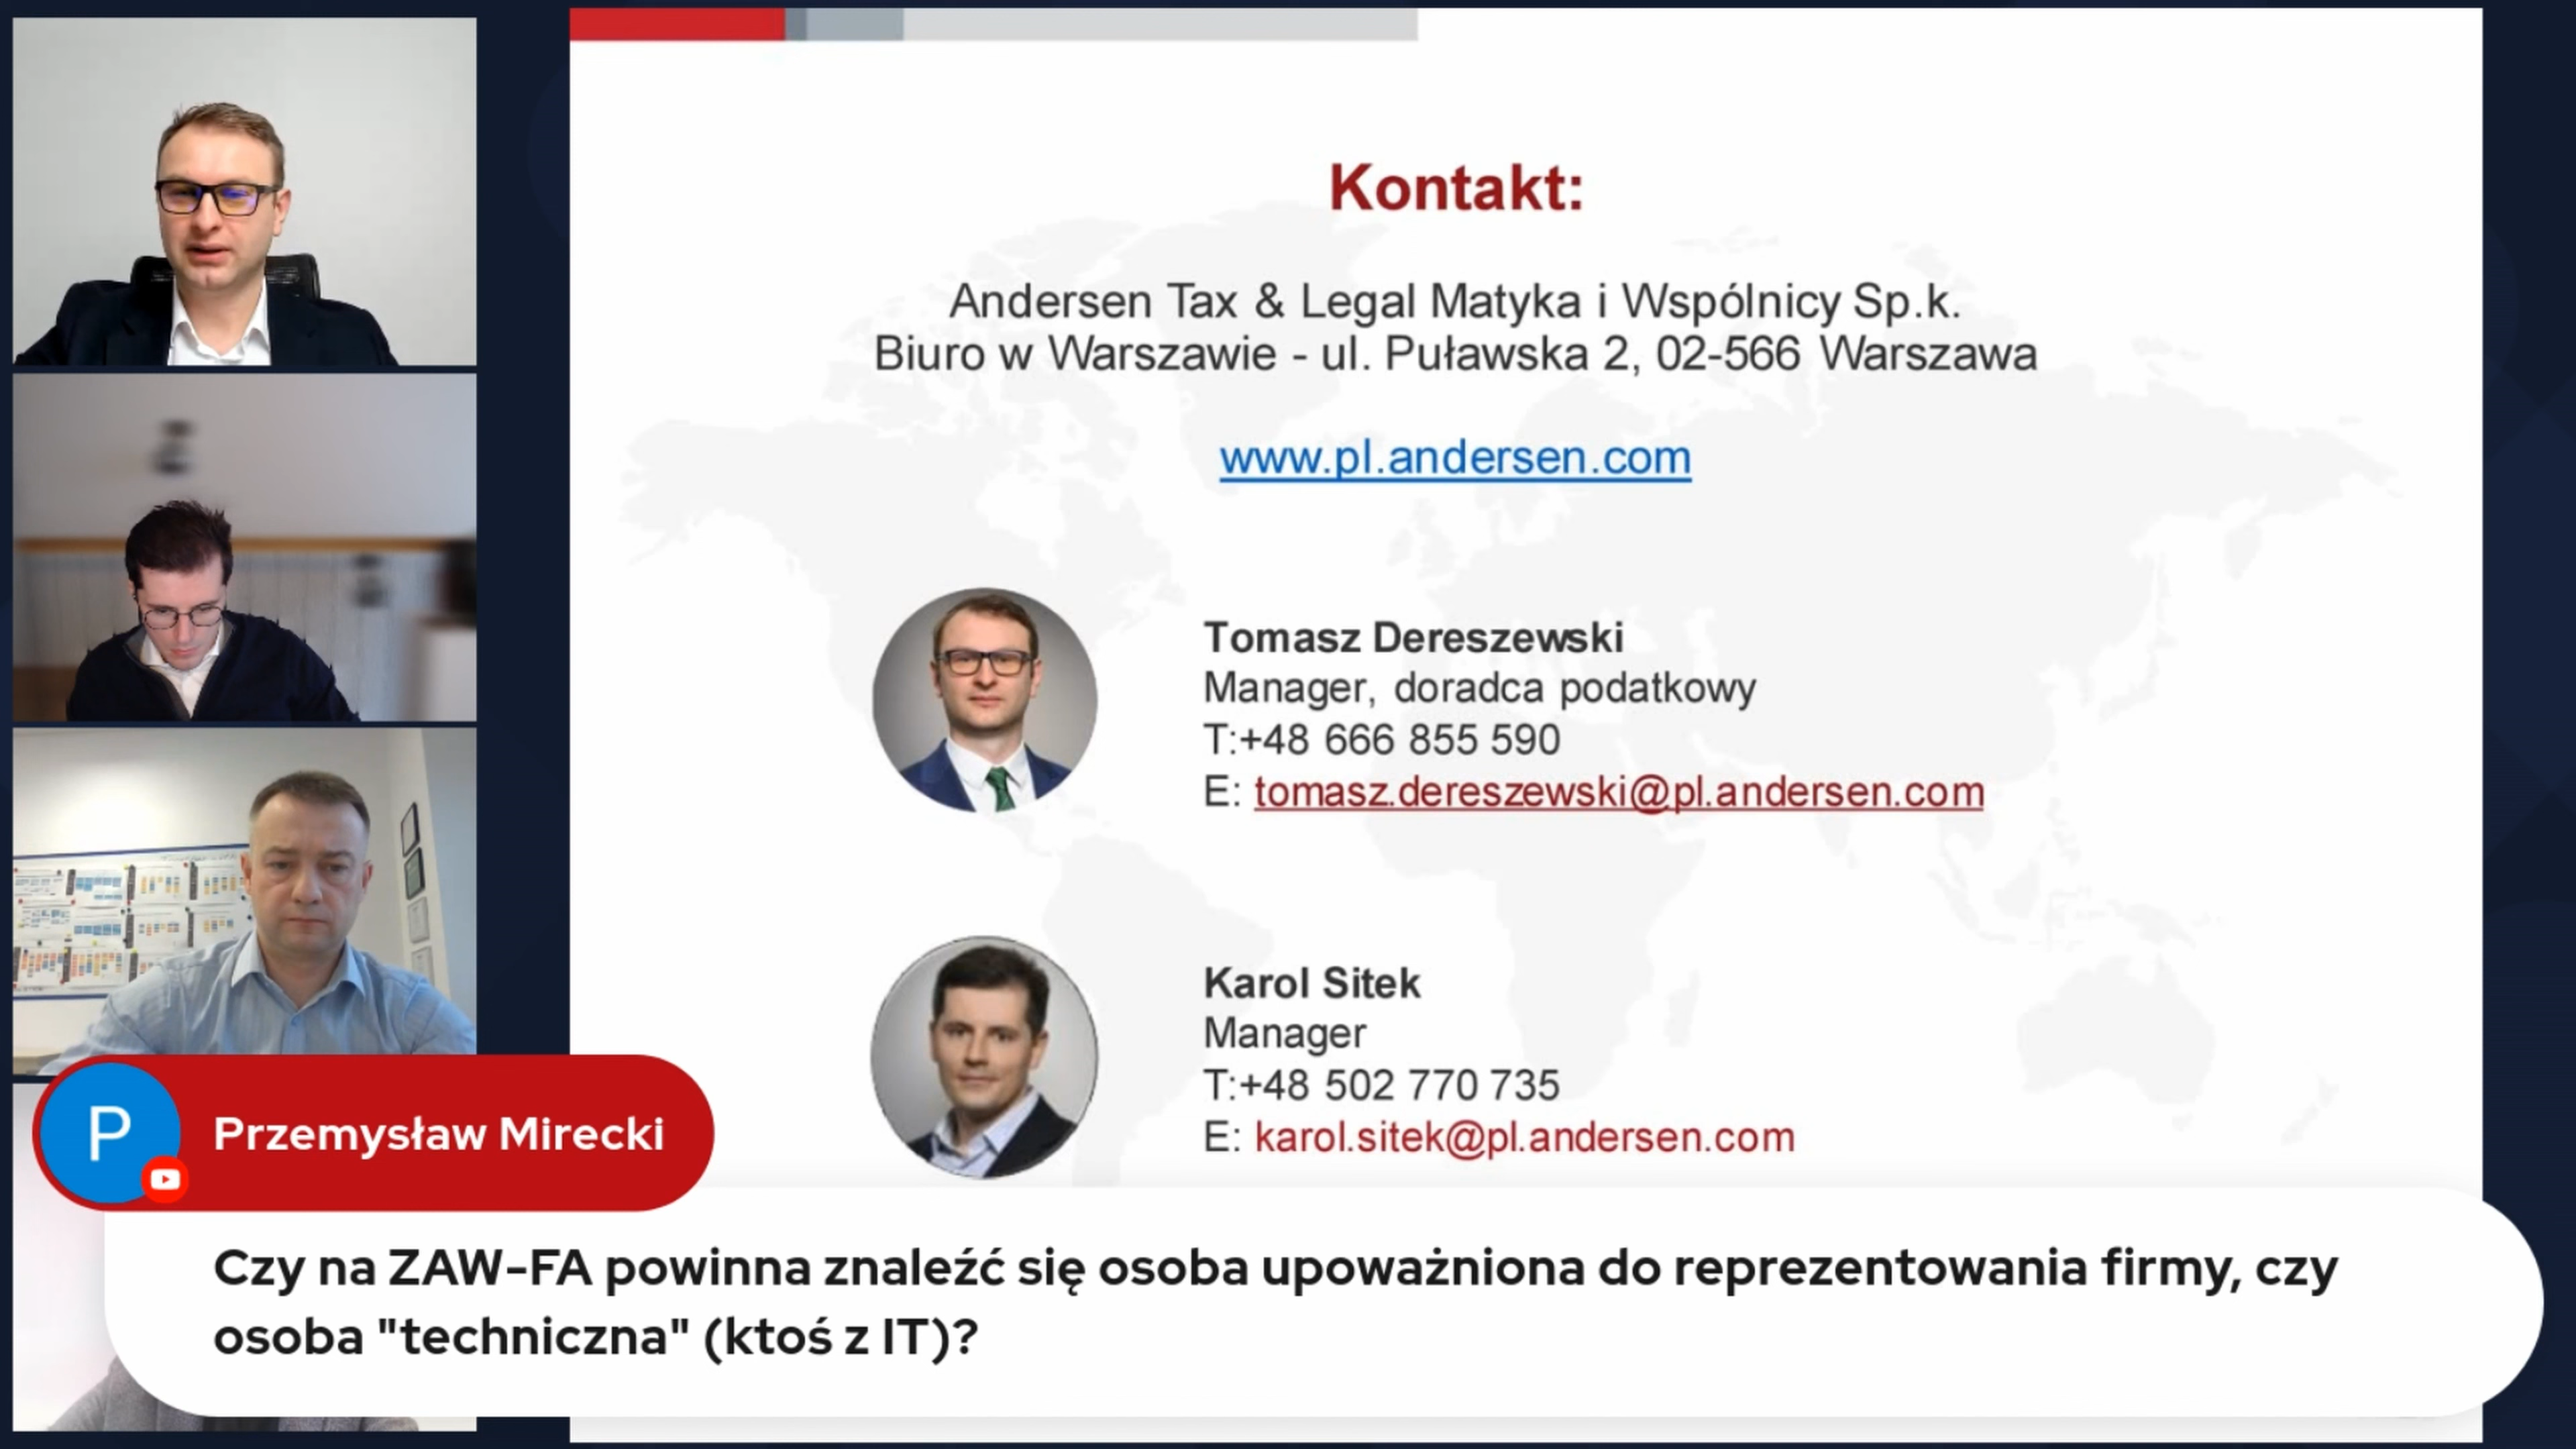 Kontakt:
Andersen Tax & Legal Matyka i Wspólnicy Sp.k.
Biuro w Warszawie - ul. Puławska 2, 02-566 Warszawa
www.pl.andersen.com
Tomasz Dereszewski
Manager, doradca podatkowy
T:+48 666 855 590
E: tomasz.dereszewski@pl.andersen.com
Karol Sitek
Manager
T:+48 502 770 735
E: karol.sitek@pl.andersen.com
P
Przemysław Mirecki
Czy na ZAW-FA powinna znaleźć się osoba upoważniona do reprezentowania firmy, czy
osoba "techniczna" (ktoś z IT)?